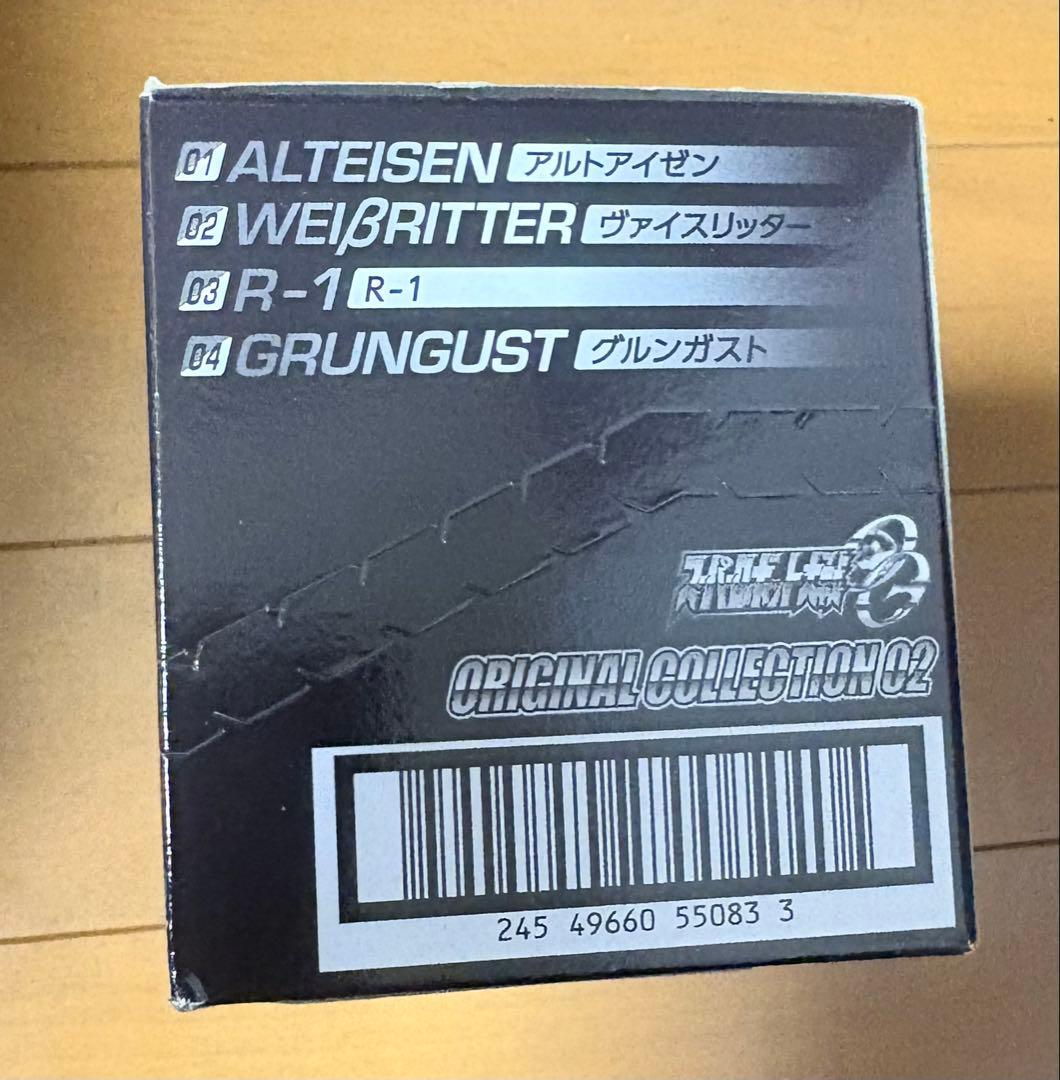 01 ALTEISEN アルトアイゼン
02 WEIβRITTER ヴァイスリッター
03 R-1 R-1
04 GRUNGUST グルンガスト
ORIGINAL COLLECTION 02
245 49660 55083 3